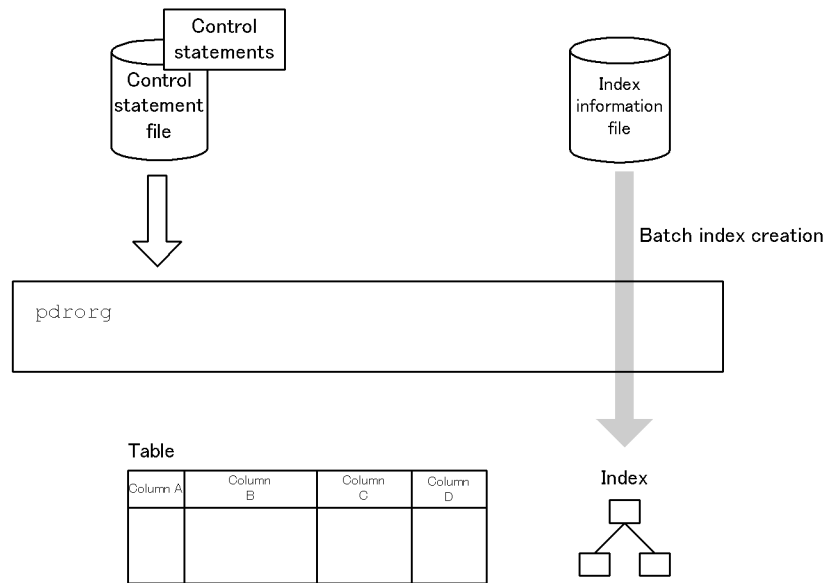 Control
statements
Control
statement
file
Index
information
file
Batch index creation
pdrorg
Table
Column A
Column
B
Column
C
Column
D
Index